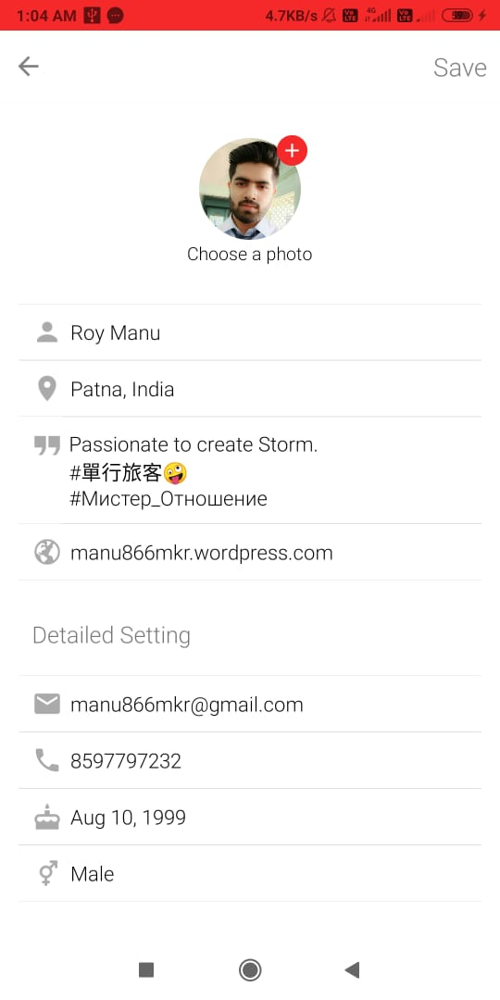 1:04 AM
4.7KB/s
Save
Choose a photo
Roy Manu
Patna, India
Passionate to create Storm.
#單行旅客🤪
#Мистер_Отношение
manu866mkr.wordpress.com
Detailed Setting
manu866mkr@gmail.com
8597797232
Aug 10, 1999
Male